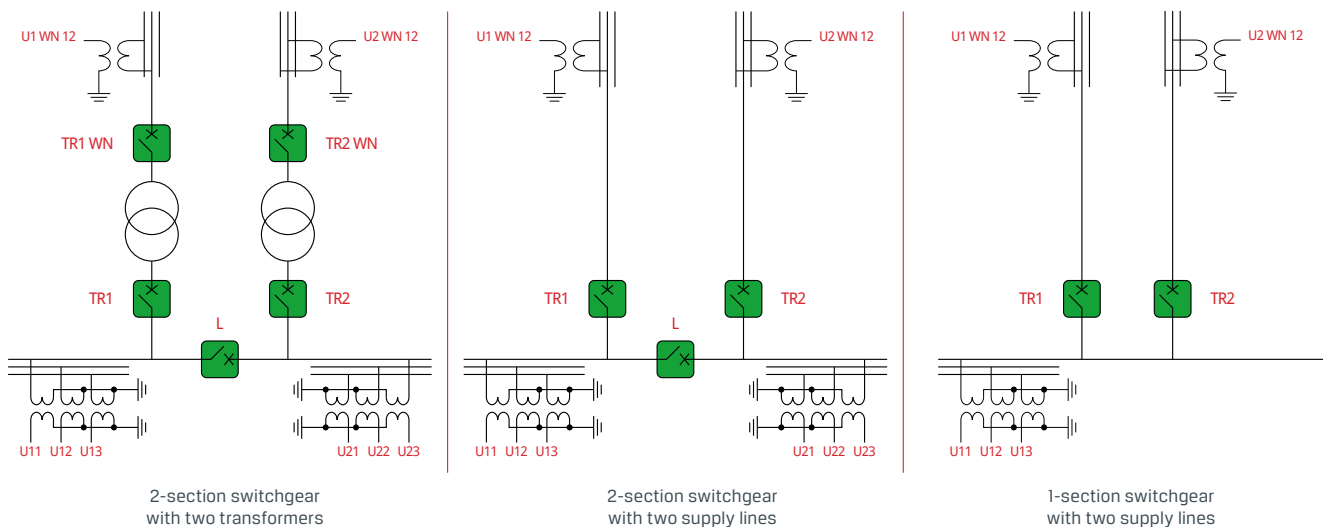 U1 WN 12
U2 WN 12
TR1 WN
TR2 WN
TR1
TR2
L
U11 U12 U13
U21 U22 U23
2-section switchgear
with two transformers
U1 WN 12
U2 WN 12
TR1
TR2
L
U11 U12 U13
U21 U22 U23
2-section switchgear
with two supply lines
U1 WN 12
U2 WN 12
TR1
TR2
U11 U12 U13
1-section switchgear
with two supply lines